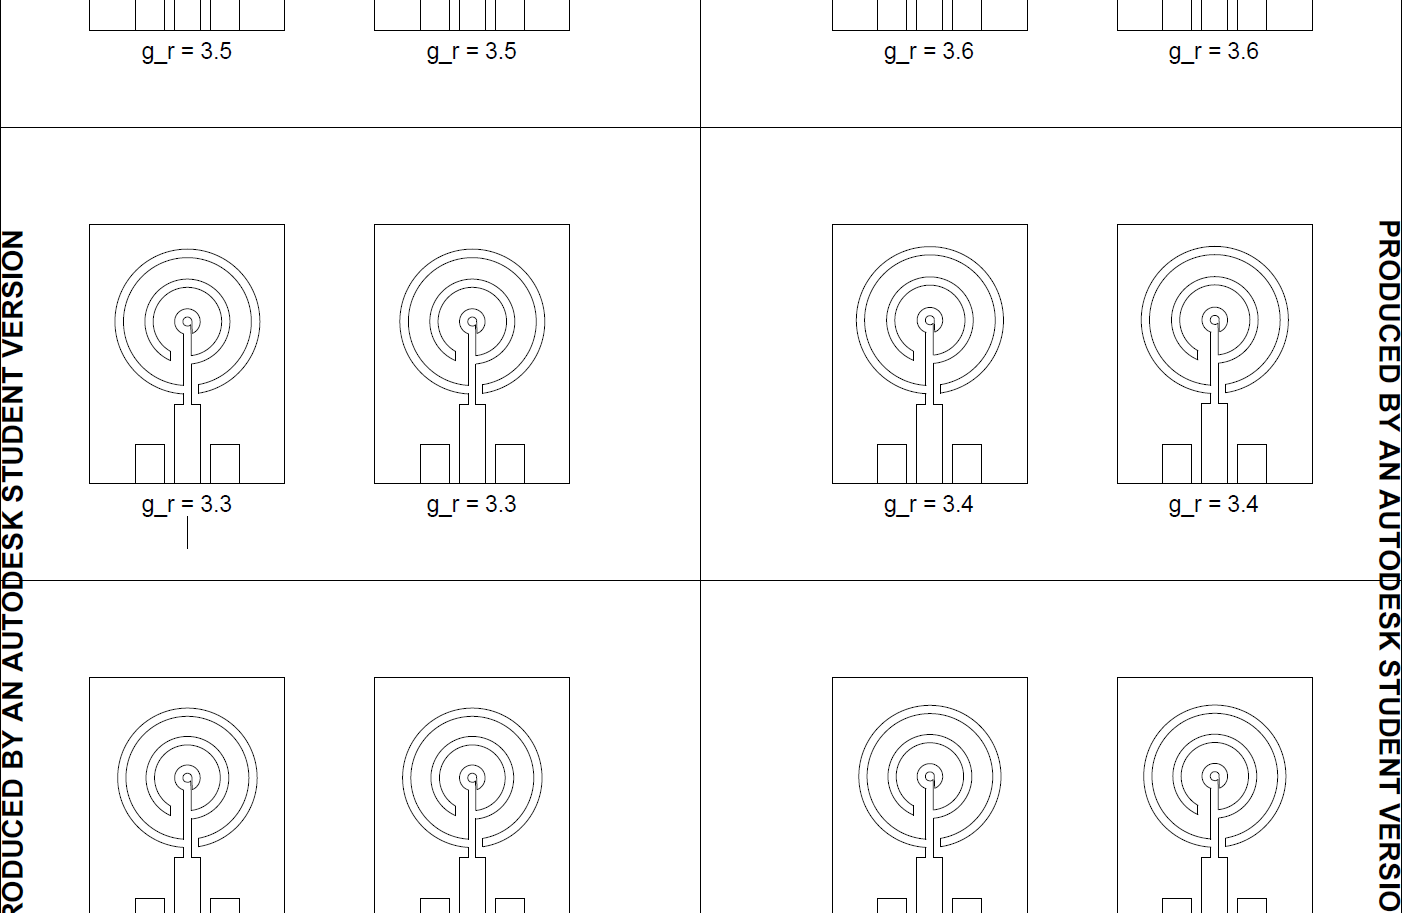 g_r = 3.5
g_r = 3.5
g_r = 3.6
g_r = 3.6
PRODUCED BY AN AUTODESK STUDENT VERSION
g_r = 3.3
g_r = 3.3
g_r = 3.4
g_r = 3.4
PRODUCED BY AN AUTODESK STUDENT VERSIO